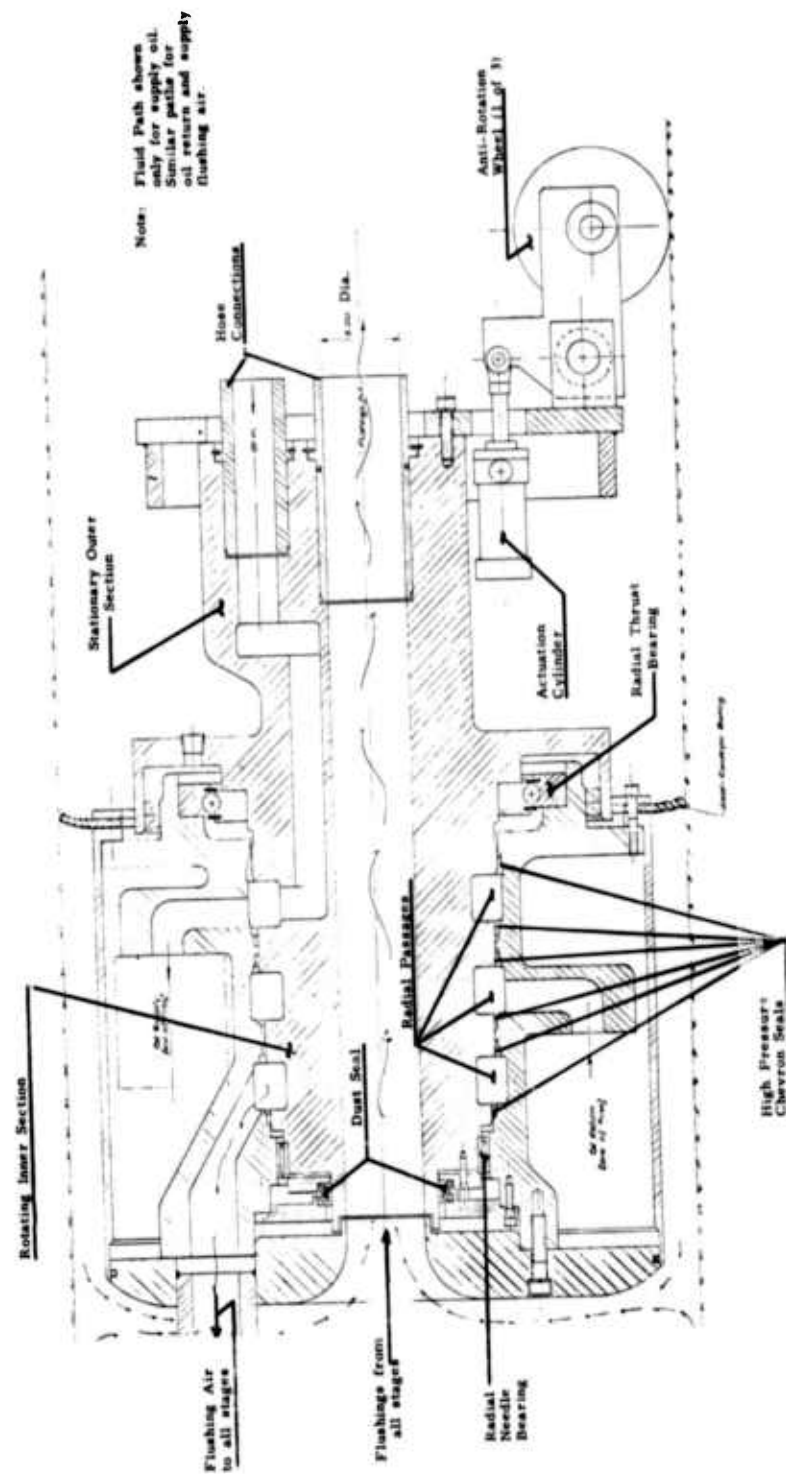 Note: Fluid Path shown
only for supply oil.
Similar paths for
oil return and supply
flushing air.
Hose
Connections
Dia.
Anti-Rotation
Wheel (1 of 3)
Stationary Outer
Section
Actuation
Cylinder
Radial Thrust
Bearing
Rotating Inner Section
Radial Passages
Dust Seal
High Pressure
Chevron Seals
Flushing Air
to all stages
Flushings from
all stages
Radial
Needle
Bearing